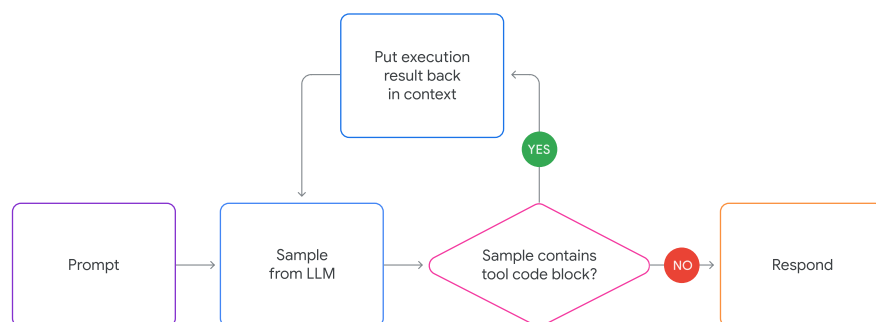 Put execution
result back
in context
YES
Prompt
Sample
from LLM
Sample contains
tool code block?
NO
Respond